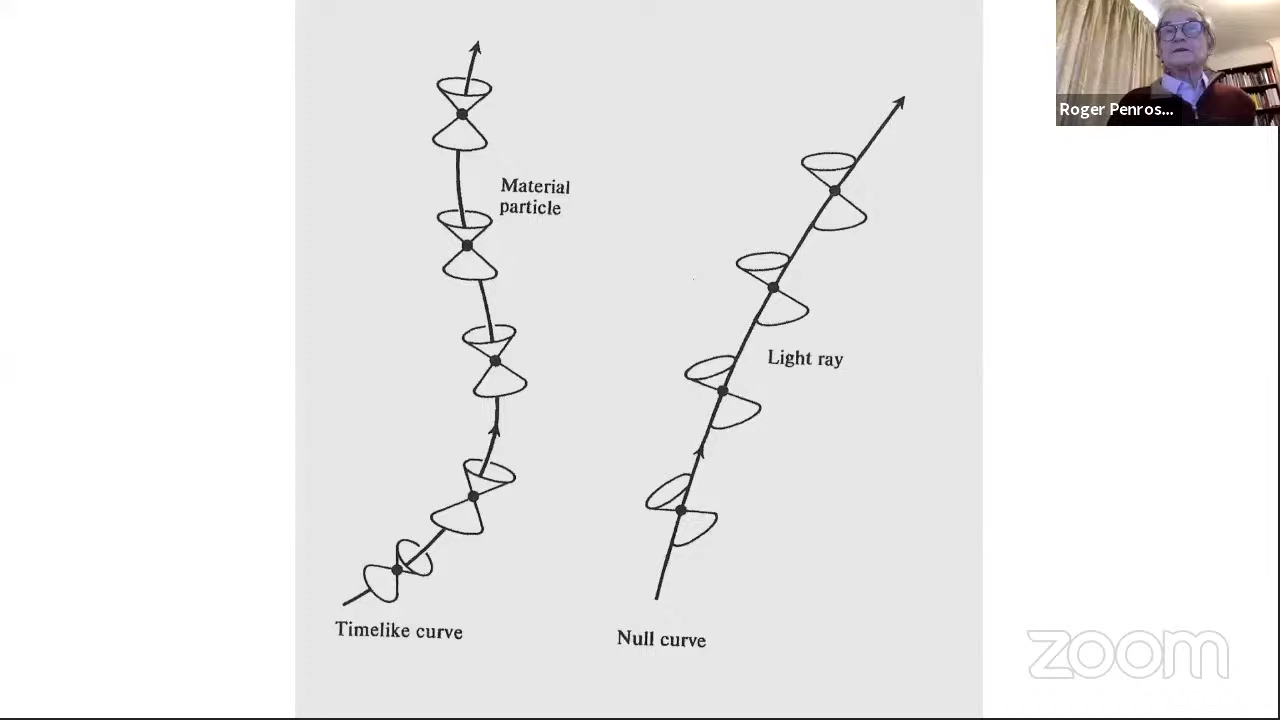 Roger Penros...
Material
particle
Light ray
Timelike curve
Null curve
zoom